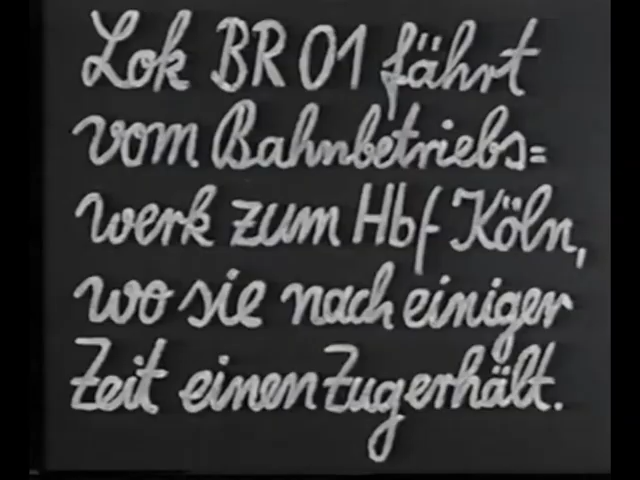 Lok BR 01 fährt
vom Bahnbetriebs=
werk zum Hbf Köln,
wo sie nach einiger
Zeit einen Zug erhält.